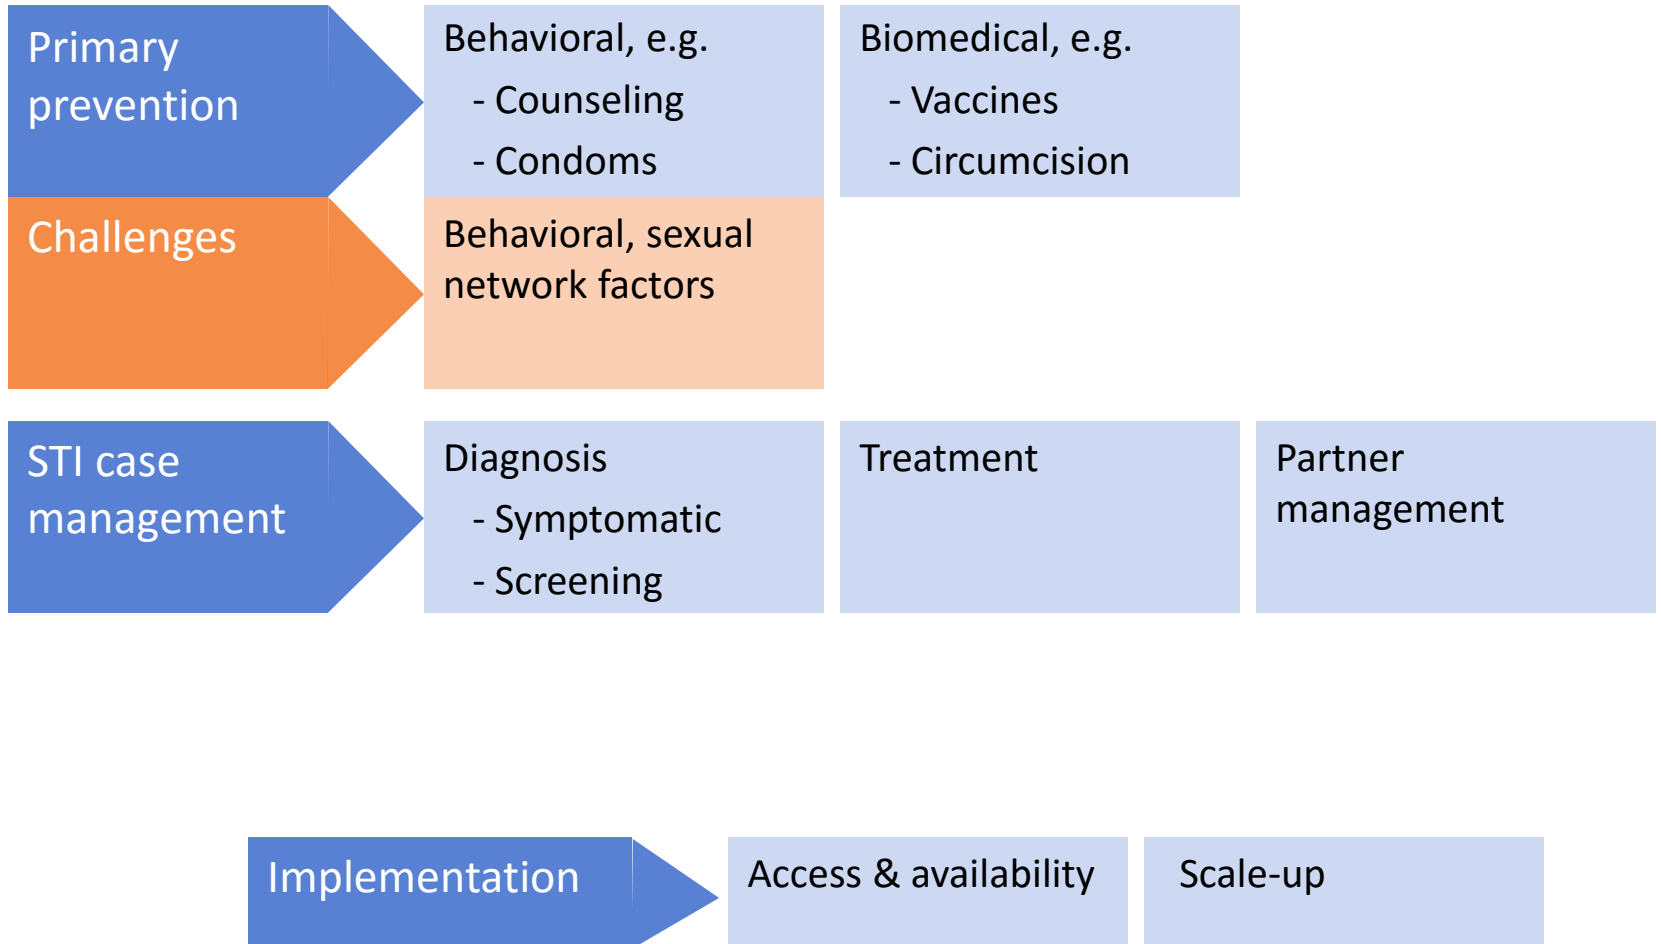 Primary
prevention
Behavioral, e.g.
- Counseling
- Condoms
Biomedical, e.g.
- Vaccines
- Circumcision
Challenges
Behavioral, sexual
network factors
STI case
management
Diagnosis
- Symptomatic
- Screening
Treatment
Partner
management
Implementation
Access & availability
Scale-up